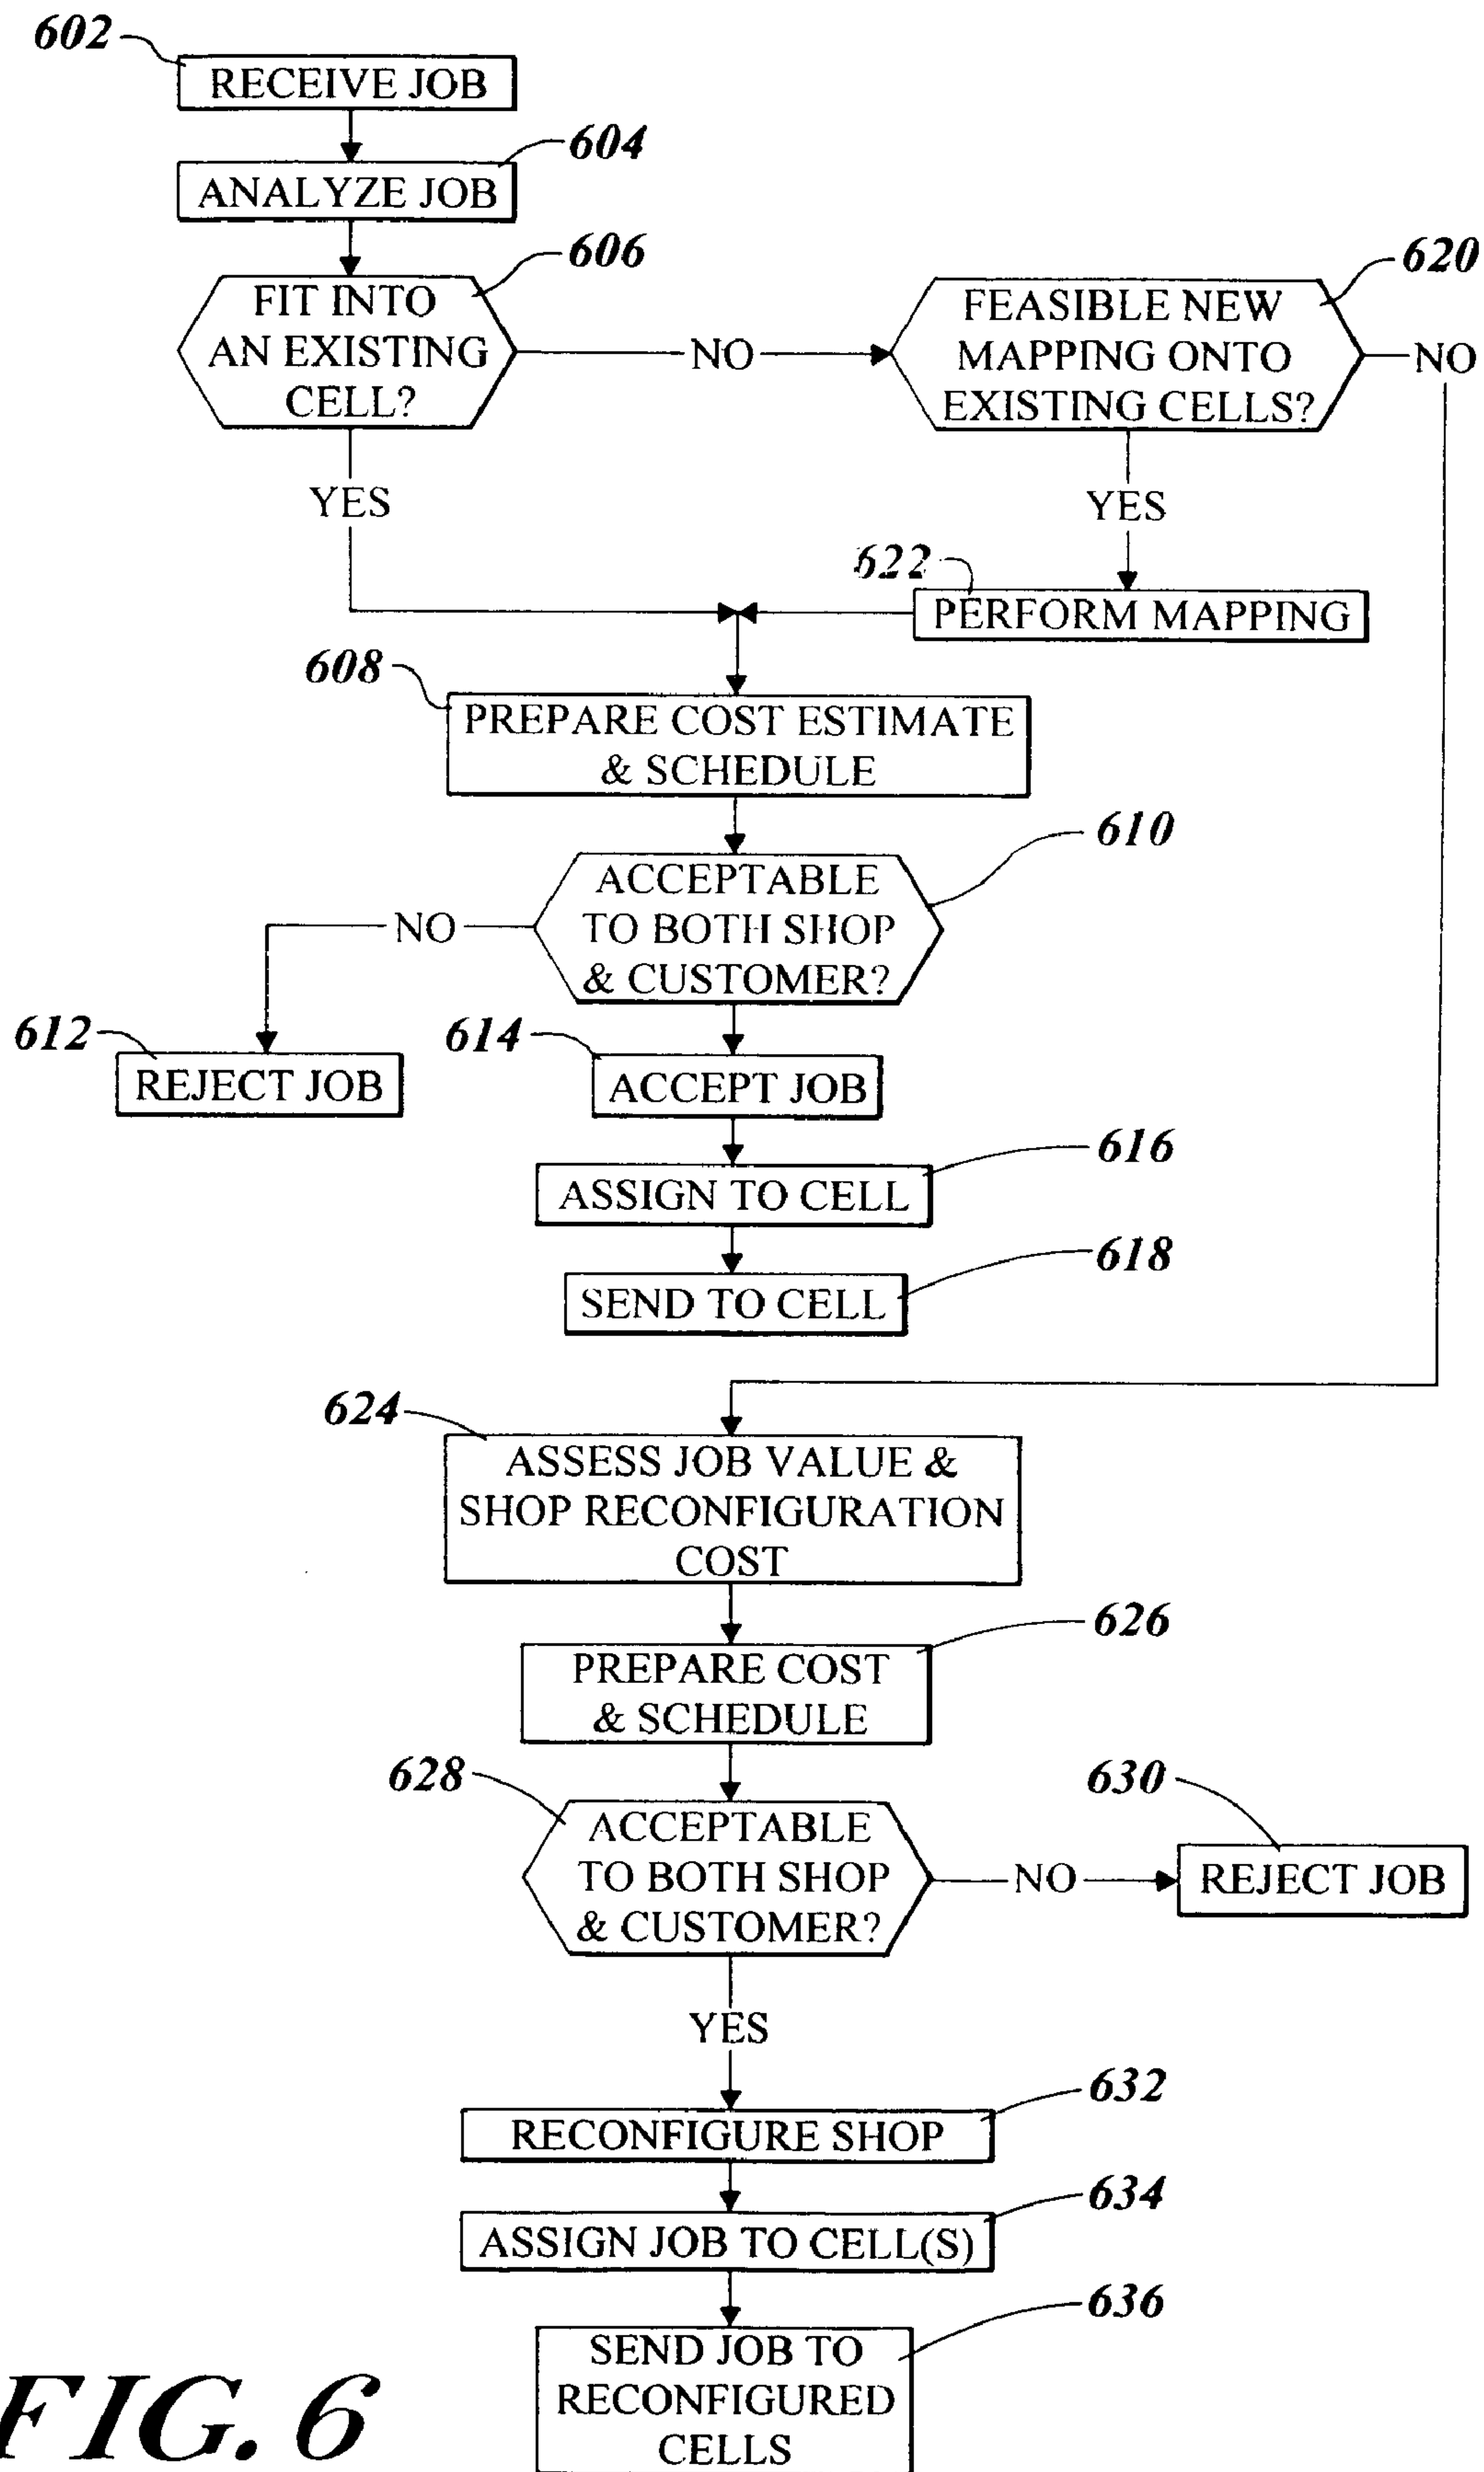 602
RECEIVE JOB
604
ANALYZE JOB
606
FIT INTO
AN EXISTING
CELL?
NO
620
FEASIBLE NEW
MAPPING ONTO
EXISTING CELLS?
NO
YES
YES
622
PERFORM MAPPING
608
PREPARE COST ESTIMATE
& SCHEDULE
610
ACCEPTABLE
TO BOTH SHOP
& CUSTOMER?
NO
612
REJECT JOB
614
ACCEPT JOB
616
ASSIGN TO CELL
618
SEND TO CELL
624
ASSESS JOB VALUE &
SHOP RECONFIGURATION
COST
626
PREPARE COST
& SCHEDULE
628
ACCEPTABLE
TO BOTH SHOP
& CUSTOMER?
NO
630
REJECT JOB
YES
632
RECONFIGURE SHOP
634
ASSIGN JOB TO CELL(S)
636
SEND JOB TO
RECONFIGURED
CELLS
FIG. 6